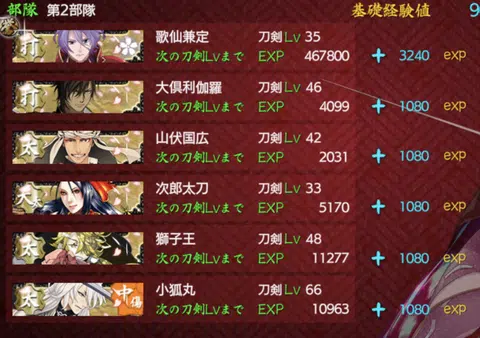 部隊 第2部隊 基礎経験値 9
誉
打 歌仙兼定 刀剣Lv 35
次の刀剣Lvまで EXP 467800 + 3240 exp
打 大倶利伽羅 刀剣Lv 46
次の刀剣Lvまで EXP 4099 + 1080 exp
太 山伏国広 刀剣Lv 42
次の刀剣Lvまで EXP 2031 + 1080 exp
大 次郎太刀 刀剣Lv 33
次の刀剣Lvまで EXP 5170 + 1080 exp
獅子王 刀剣Lv 48
次の刀剣Lvまで EXP 11277 + 1080 exp
太 中傷 小狐丸 刀剣Lv 66
次の刀剣Lvまで EXP 10963 + 1080 exp